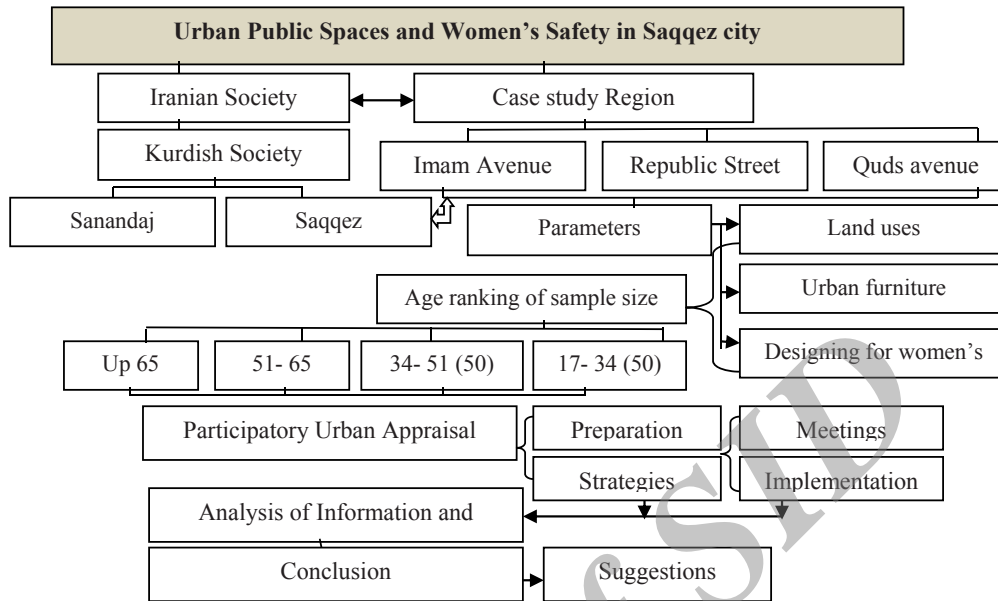 Urban Public Spaces and Women's Safety in Saqqez city
Iranian Society
Case study Region
Kurdish Society
Imam Avenue
Republic Street
Quds avenue
Sanandaj
Saqqez
Parameters
Land uses
Urban furniture
Age ranking of sample size
Designing for women's
Up 65
51- 65
34- 51 (50)
17- 34 (50)
Participatory Urban Appraisal
Preparation
Meetings
Strategies
Implementation
Analysis of Information and
Conclusion
Suggestions
of SID